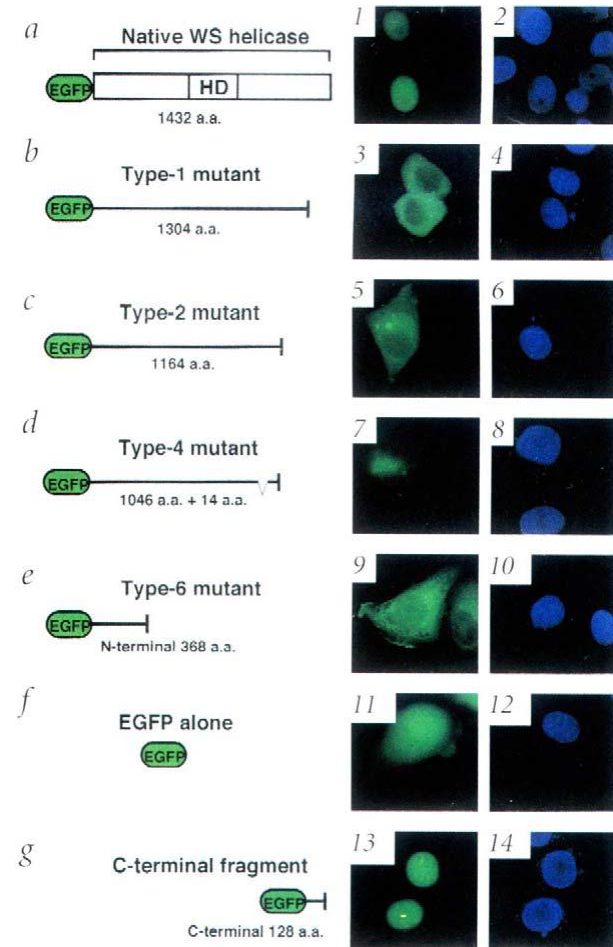 a
Native WS helicase
EGFP
HD
1432 a.a.
1
2
b
Type-1 mutant
EGFP
1304 a.a.
3
4
c
Type-2 mutant
EGFP
1164 a.a.
5
6
d
Type-4 mutant
EGFP
1046 a.a. + 14 a.a.
7
8
e
Type-6 mutant
EGFP
N-terminal 368 a.a.
9
10
f
EGFP alone
EGFP
11
12
g
C-terminal fragment
EGFP
C-terminal 128 a.a.
13
14